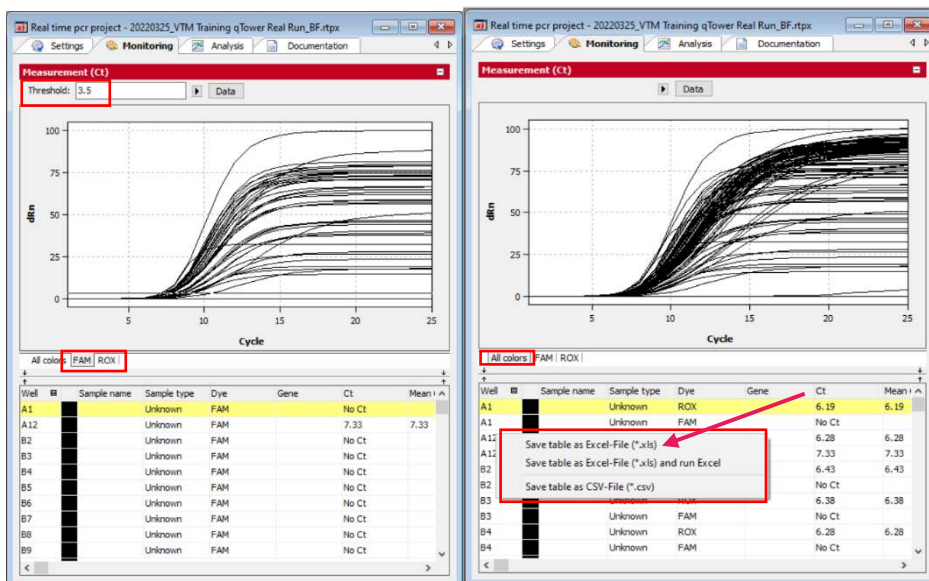 Real time pcr project - 20220325_VTM Training qTower Real Run_BF.rtpx
Settings Monitoring Analysis Documentation
Measurement (Ct)
Threshold: 3.5 Data
100
75
50
25
0
dRn
5 10 15 20 25
Cycle
All colors FAM ROX
Well Sample name Sample type Dye Gene Ct Mean
A1 Unknown FAM No Ct
A12 Unknown FAM 7.33 7.33
B2 Unknown FAM No Ct
B3 Unknown FAM No Ct
B4 Unknown FAM No Ct
B5 Unknown FAM No Ct
B6 Unknown FAM No Ct
B7 Unknown FAM No Ct
B8 Unknown FAM No Ct
B9 Unknown FAM No Ct
Real time pcr project - 20220325_VTM Training qTower Real Run_BF.rtpx
Settings Monitoring Analysis Documentation
Measurement (Ct)
Data
100
75
50
25
0
dRn
5 10 15 20 25
Cycle
All colors FAM ROX
Well Sample name Sample type Dye Gene Ct Mean
A1 Unknown ROX 6.19 6.19
A1 Unknown FAM No Ct
A12 6.28 6.28
A12 7.33 7.33
B2 6.43 6.43
B2 No Ct
B3 Unknown ROX 6.38 6.38
B3 Unknown FAM No Ct
B4 Unknown ROX 6.28 6.28
B4 Unknown FAM No Ct
Save table as Excel-File (*.xls)
Save table as Excel-File (*.xls) and run Excel
Save table as CSV-File (*.csv)